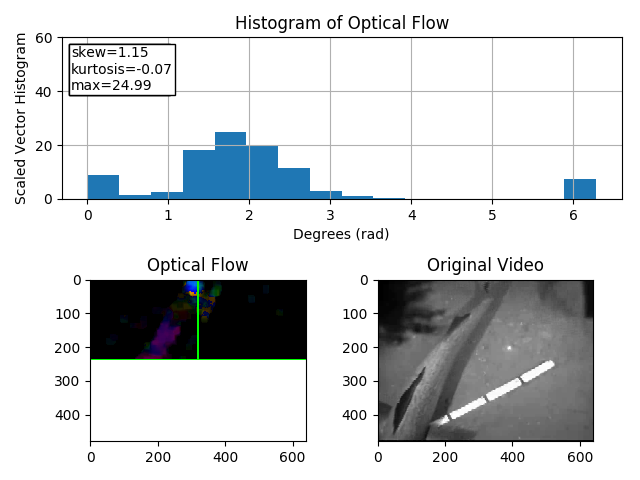 Histogram of Optical Flow
Scaled Vector Histogram
60
40
20
0
skew=1.15
kurtosis=-0.07
max=24.99
0 1 2 3 4 5 6
Degrees (rad)
Optical Flow
0
100
200
300
400
0 200 400 600
Original Video
0
100
200
300
400
0 200 400 600